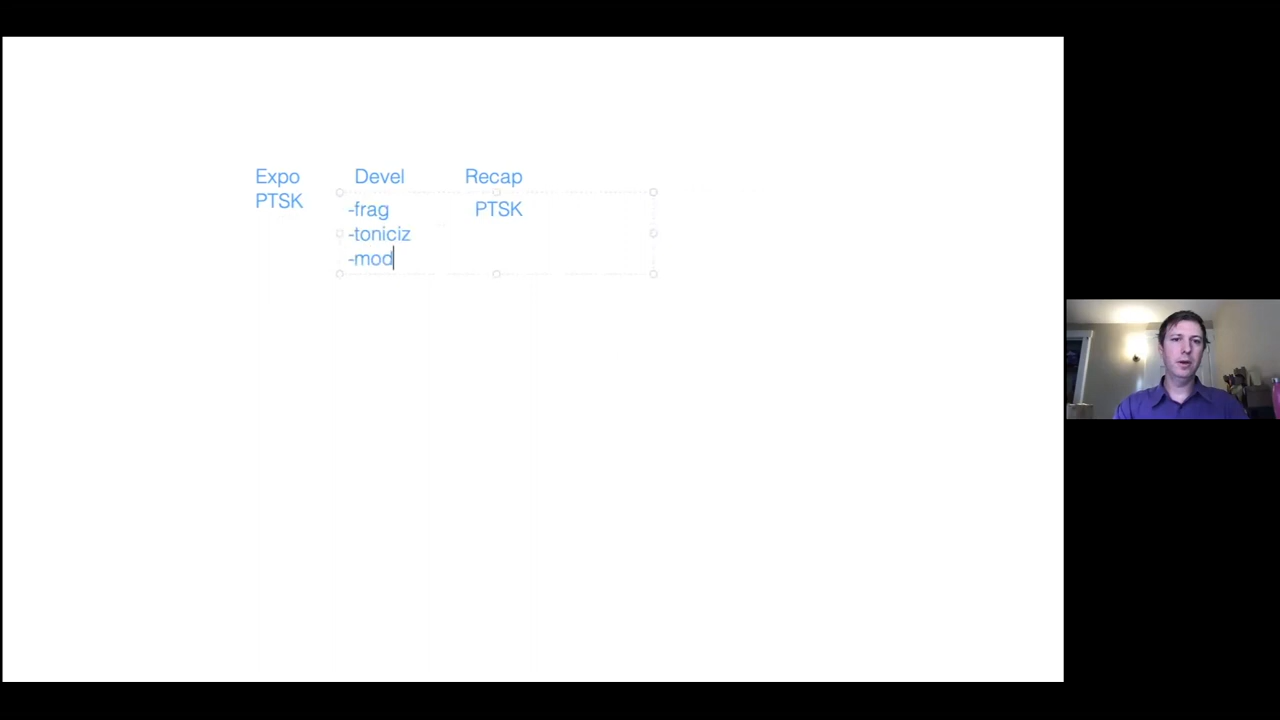 Expo Devel Recap
PTSK
-frag PTSK
-toniciz
-mod